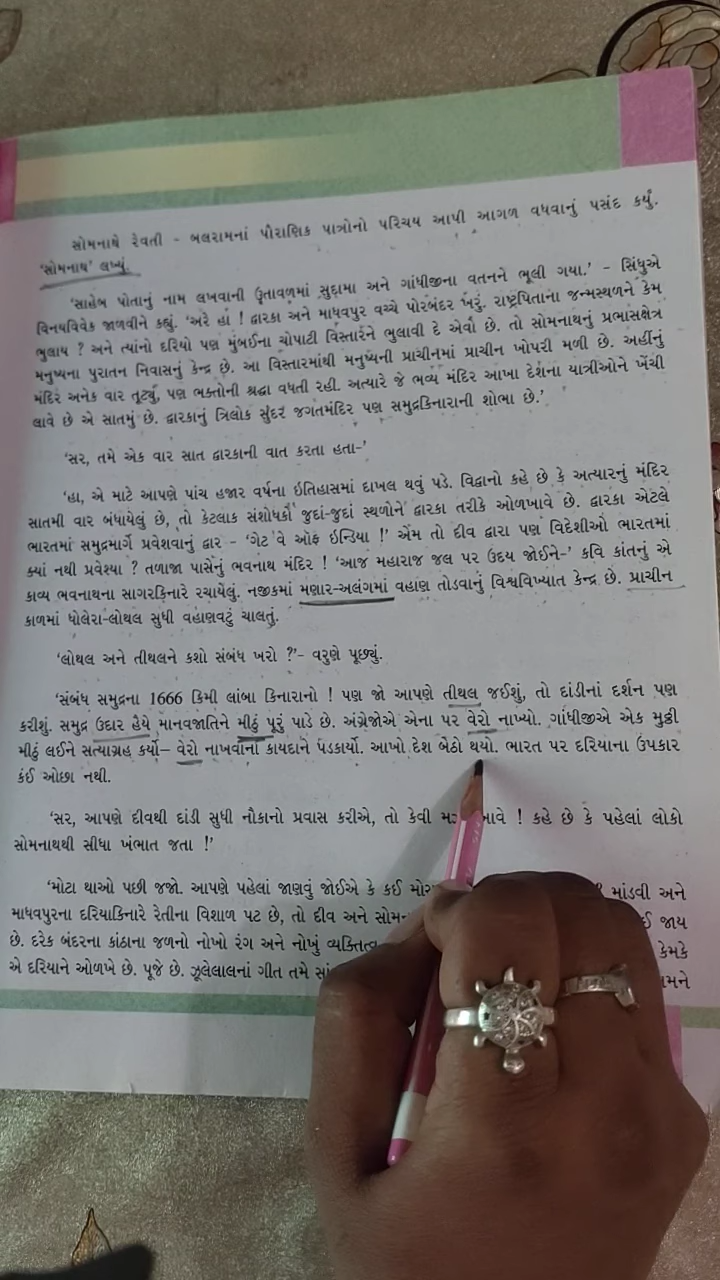 સોમનાથે રેવતી - બલરામનાં પૌરાણિક પાત્રોનો પરિચય આપી આગળ વધવાનું પસંદ કર્યું.
'સોમનાથ' લખ્યું.
'સાહેબ પોતાનું નામ લખવાની ઉતાવળમાં સુદામા અને ગાંધીજીના વતનને ભૂલી ગયા.' - સિંધુએ
વિનયવિવેક જાળવીને કહ્યું. 'અરે હાં ! દ્વારકા અને માધવપુર વચ્ચે પોરબંદર ખરું. રાષ્ટ્રપિતાના જન્મસ્થળને કેમ
ભુલાય ? અને ત્યાંનો દરિયો પણ મુંબઈના ચોપાટી વિસ્તારને ભુલાવી દે એવો છે. તો સોમનાથનું પ્રભાસક્ષેત્ર
મનુષ્યના પુરાતન નિવાસનું કેન્દ્ર છે. આ વિસ્તારમાંથી મનુષ્યની પ્રાચીનમાં પ્રાચીન ખોપરી મળી છે. અહીંનું
મંદિર અનેક વાર તૂટ્યું, પણ ભક્તોની શ્રદ્ધા વધતી રહી. અત્યારે જે ભવ્ય મંદિર આખા દેશના યાત્રીઓને ખેંચી
લાવે છે એ સાતમું છે. દ્વારકાનું ત્રિલોક સુંદર જગતમંદિર પણ સમુદ્રકિનારાની શોભા છે.'
'સર, તમે એક વાર સાત દ્વારકાની વાત કરતા હતા-'
'હા, એ માટે આપણે પાંચ હજાર વર્ષના ઇતિહાસમાં દાખલ થવું પડે. વિદ્વાનો કહે છે કે અત્યારનું મંદિર
સાતમી વાર બંધાયેલું છે, તો કેટલાક સંશોધકો જુદાં-જુદાં સ્થળોને દ્વારકા તરીકે ઓળખાવે છે. દ્વારકા એટલે
ભારતમાં સમુદ્રમાર્ગે પ્રવેશવાનું દ્વાર - 'ગેટ વે ઑફ ઇન્ડિયા !' એમ તો દીવ દ્વારા પણ વિદેશીઓ ભારતમાં
ક્યાં નથી પ્રવેશ્યા ? તળાજા પાસેનું ભવનાથ મંદિર ! 'આજ મહારાજ જલ પર ઉદય જોઈને-' કવિ કાંતનું એ
કાવ્ય ભવનાથના સાગરકિનારે રચાયેલું. નજીકમાં મણાર-અલંગમાં વહાણ તોડવાનું વિશ્વવિખ્યાત કેન્દ્ર છે. પ્રાચીન
કાળમાં ધોલેરા-લોથલ સુધી વહાણવટું ચાલતું.
'લોથલ અને તીથલને કશો સંબંધ ખરો ?'- વરુણે પૂછ્યું.
'સંબંધ સમુદ્રના 1666 કિમી લાંબા કિનારાનો ! પણ જો આપણે તીથલ જઈશું, તો દાંડીનાં દર્શન પણ
કરીશું. સમુદ્ર ઉદાર હૈયે માનવજાતિને મીઠું પૂરું પાડે છે. અંગ્રેજોએ એના પર વેરો નાખ્યો. ગાંધીજીએ એક મુઠ્ઠી
મીઠું લઈને સત્યાગ્રહ કર્યો– વેરો નાખવાના કાયદાને પડકાર્યો. આખો દેશ બેઠો થયો. ભારત પર દરિયાના ઉપકાર
કંઈ ઓછા નથી.
'સર, આપણે દીવથી દાંડી સુધી નૌકાનો પ્રવાસ કરીએ, તો કેવી આવે ! કહે છે કે પહેલાં લોકો
સોમનાથથી સીધા ખંભાત જતા !'
'મોટા થાઓ પછી જજો. આપણે પહેલાં જાણવું જોઈએ કે કઈ માંડવી અને
માધવપુરના દરિયાકિનારે રેતીના વિશાળ પટ છે, તો દીવ અને જાય
છે. દરેક બંદરના કાંઠાના જળનો નોખો રંગ અને નોખું વ્યક્તિત્વ કેમકે
એ દરિયાને ઓળખે છે. પૂજે છે. ઝૂલેલાલનાં ગીત તમે